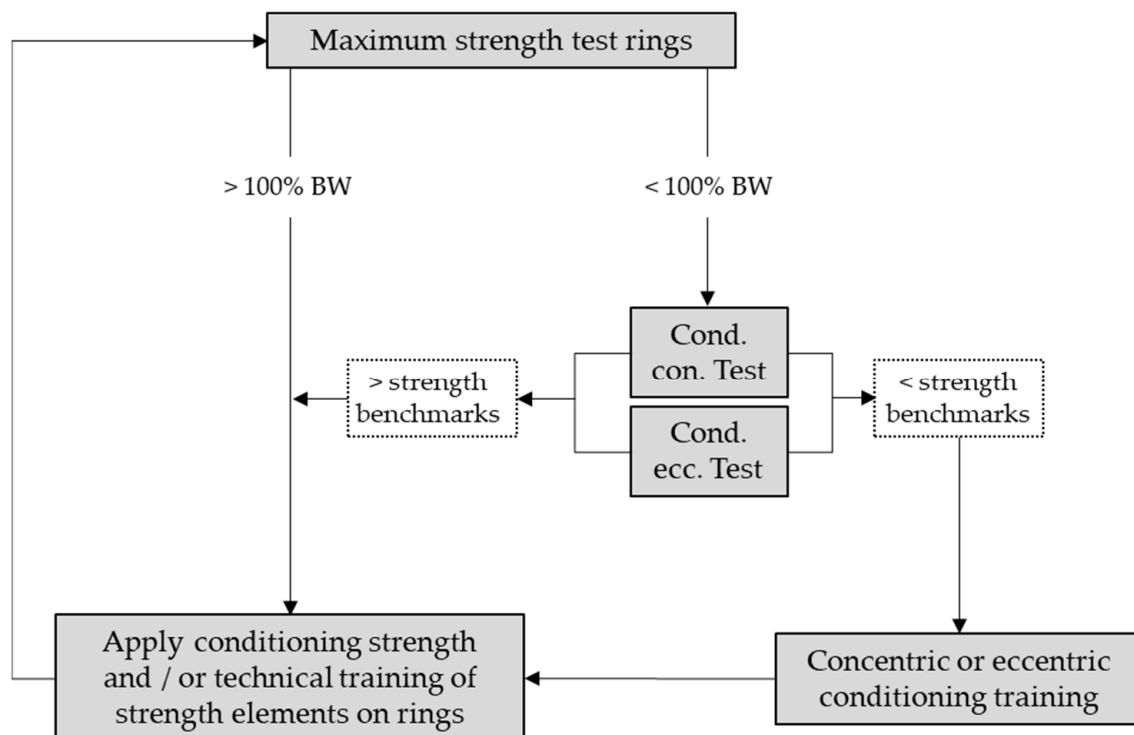 Maximum strength test rings
> 100% BW
< 100% BW
Cond.
con. Test
> strength
benchmarks
< strength
benchmarks
Cond.
ecc. Test
Apply conditioning strength
and / or technical training of
strength elements on rings
Concentric or eccentric
conditioning training